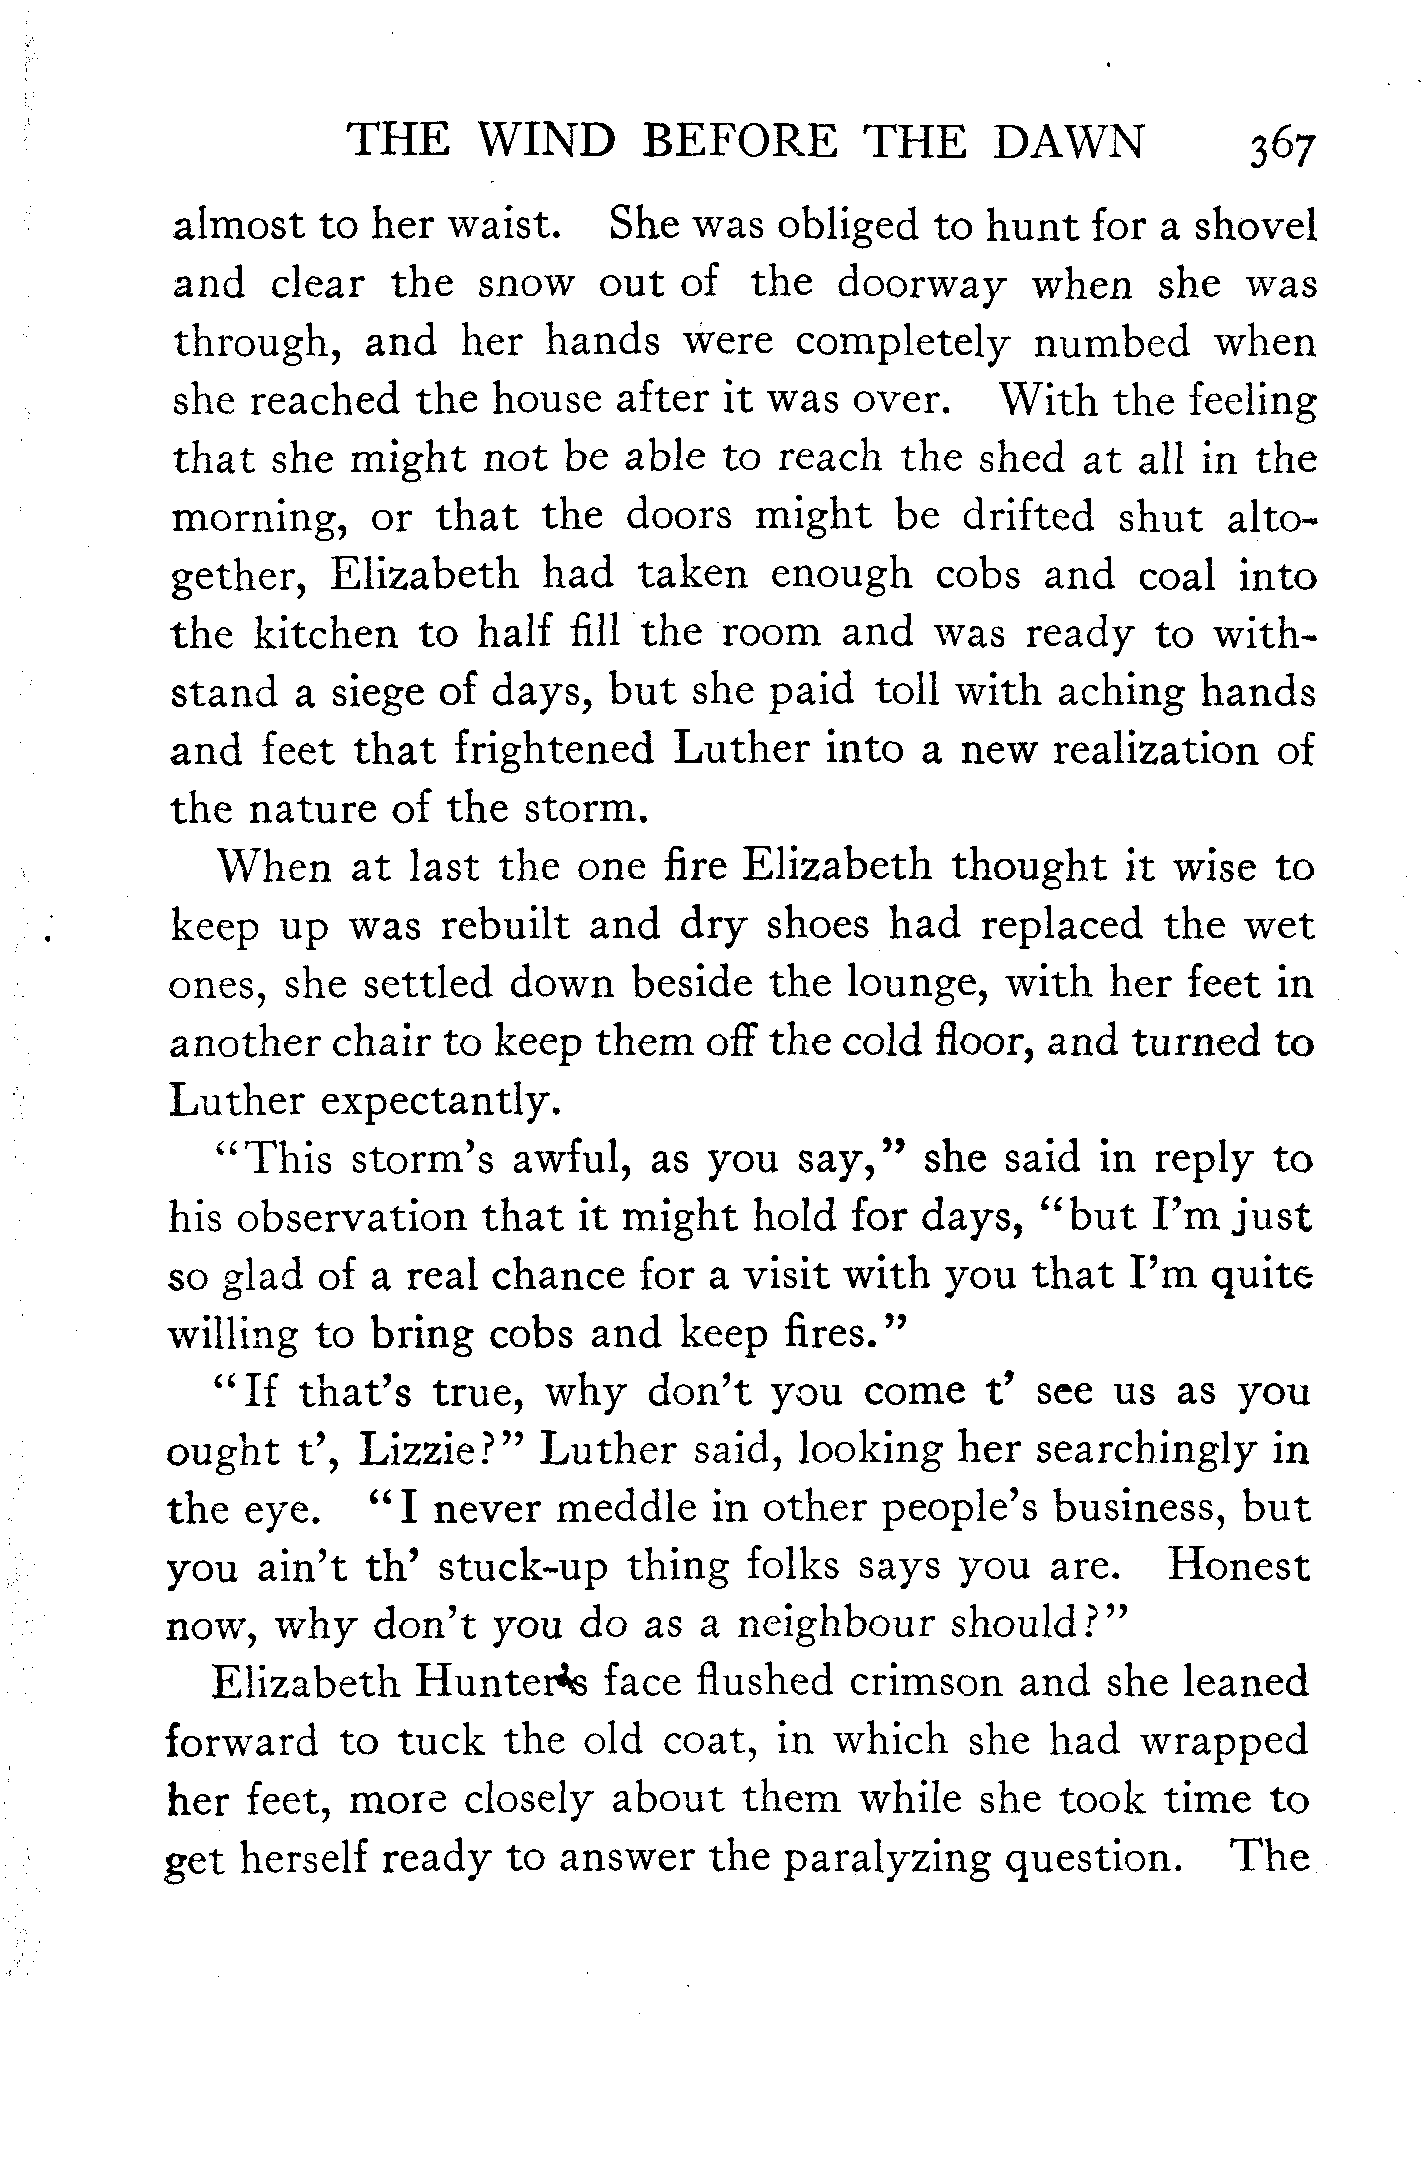 THE WIND BEFORE THE DAWN 367
almost to her waist. She was obliged to hunt for a shovel
and clear the snow out of the doorway when she was
through, and her hands were completely numbed when
she reached the house after it was over. With the feeling
that she might not be able to reach the shed at all in the
morning, or that the doors might be drifted shut alto-
gether, Elizabeth had taken enough cobs and coal into
the kitchen to half fill the room and was ready to with-
stand a siege of days, but she paid toll with aching hands
and feet that frightened Luther into a new realization of
the nature of the storm.
When at last the one fire Elizabeth thought it wise to
keep up was rebuilt and dry shoes had replaced the wet
ones, she settled down beside the lounge, with her feet in
another chair to keep them off the cold floor, and turned to
Luther expectantly.
"This storm's awful, as you say," she said in reply to
his observation that it might hold for days, "but I'm just
so glad of a real chance for a visit with you that I'm quite
willing to bring cobs and keep fires."
"If that's true, why don't you come t' see us as you
ought t', Lizzie?" Luther said, looking her searchingly in
the eye. "I never meddle in other people's business, but
you ain't th' stuck-up thing folks says you are. Honest
now, why don't you do as a neighbour should?"
Elizabeth Hunter's face flushed crimson and she leaned
forward to tuck the old coat, in which she had wrapped
her feet, more closely about them while she took time to
get herself ready to answer the paralyzing question. The